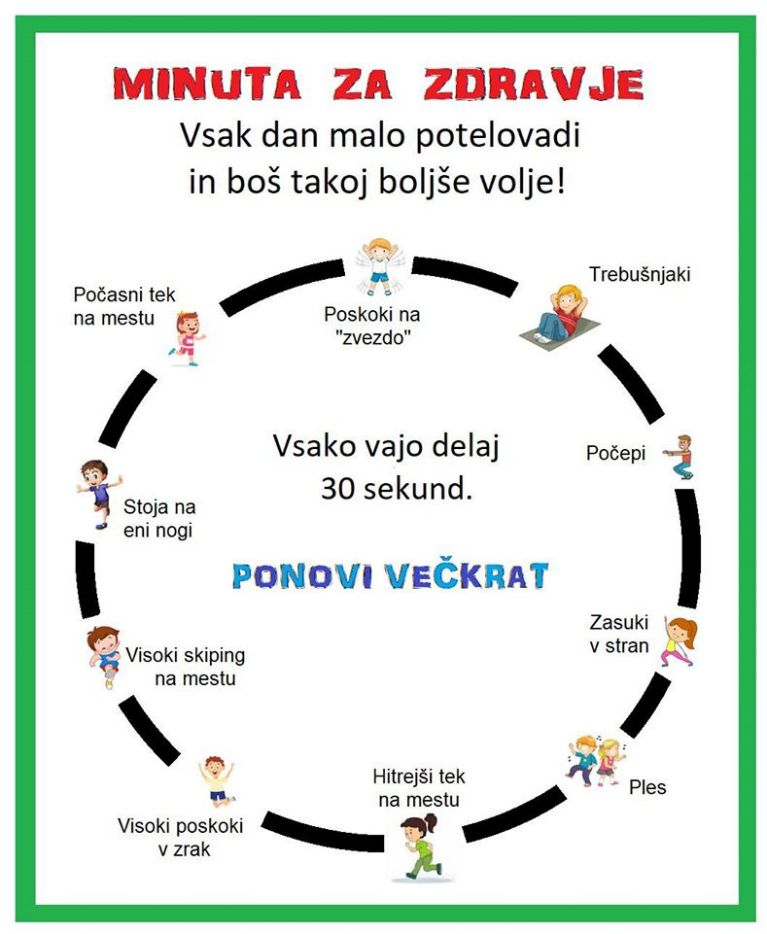 MINUTA ZA ZDRAVJE
Vsak dan malo potelovadi
in boš takoj boljše volje!
Poskoki na
"zvezdo"
Trebušnjaki
Počepi
Zasuki
v stran
Ples
Hitrejši tek
na mestu
Visoki poskoki
v zrak
Visoki skiping
na mestu
Stoja na
eni nogi
Počasni tek
na mestu
Vsako vajo delaj
30 sekund.
PONOVI VEČKRAT